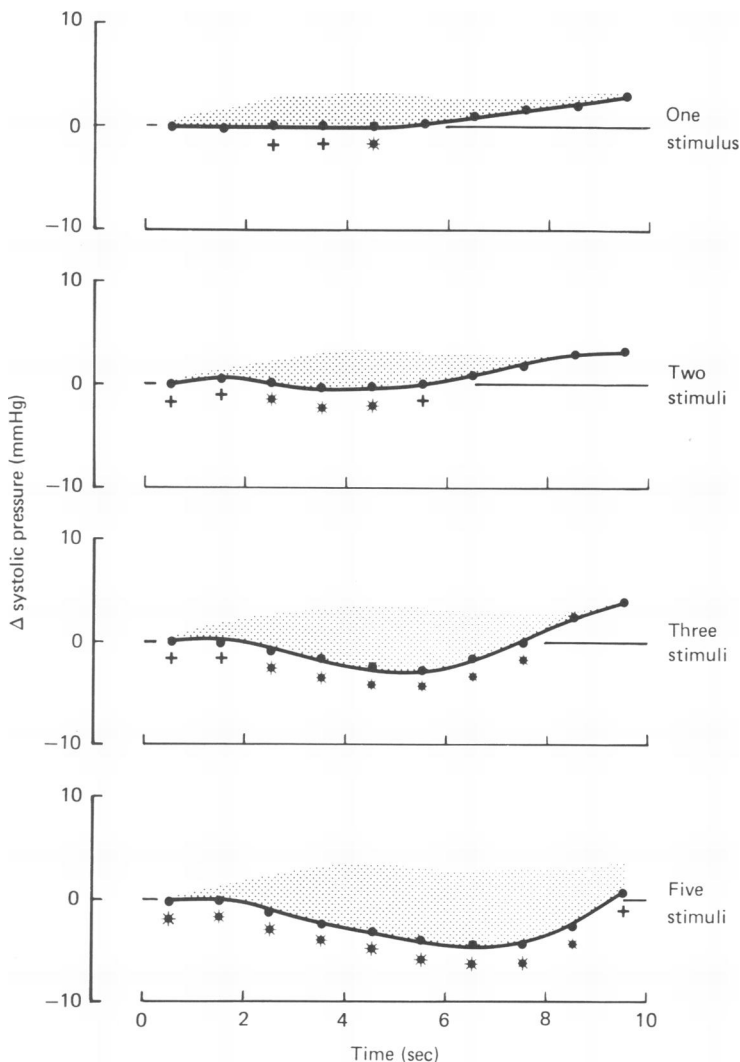 10
0
−10
One
stimulus
10
0
−10
Two
stimuli
10
0
−10
Three
stimuli
10
0
−10
Five
stimuli
0 2 4 6 8 10
Time (sec)
Δ systolic pressure (mmHg)